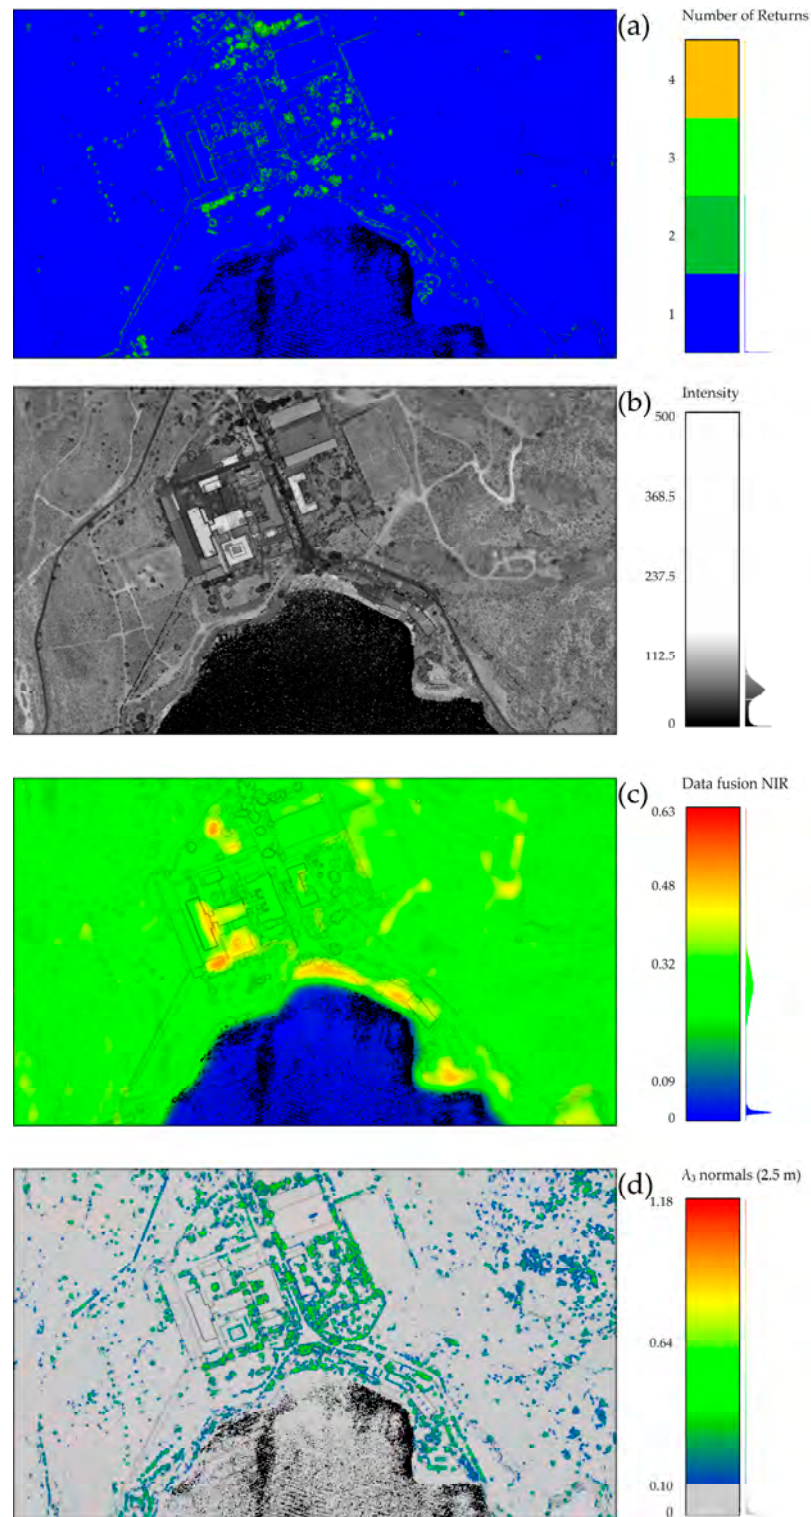 (a)
Number of Returns
4
3
2
1
(b)
Intensity
500
368.5
237.5
112.5
0
(c)
Data fusion NIR
0.63
0.48
0.32
0.09
0
(d)
λ₃ normals (2.5 m)
1.18
0.64
0.10
0